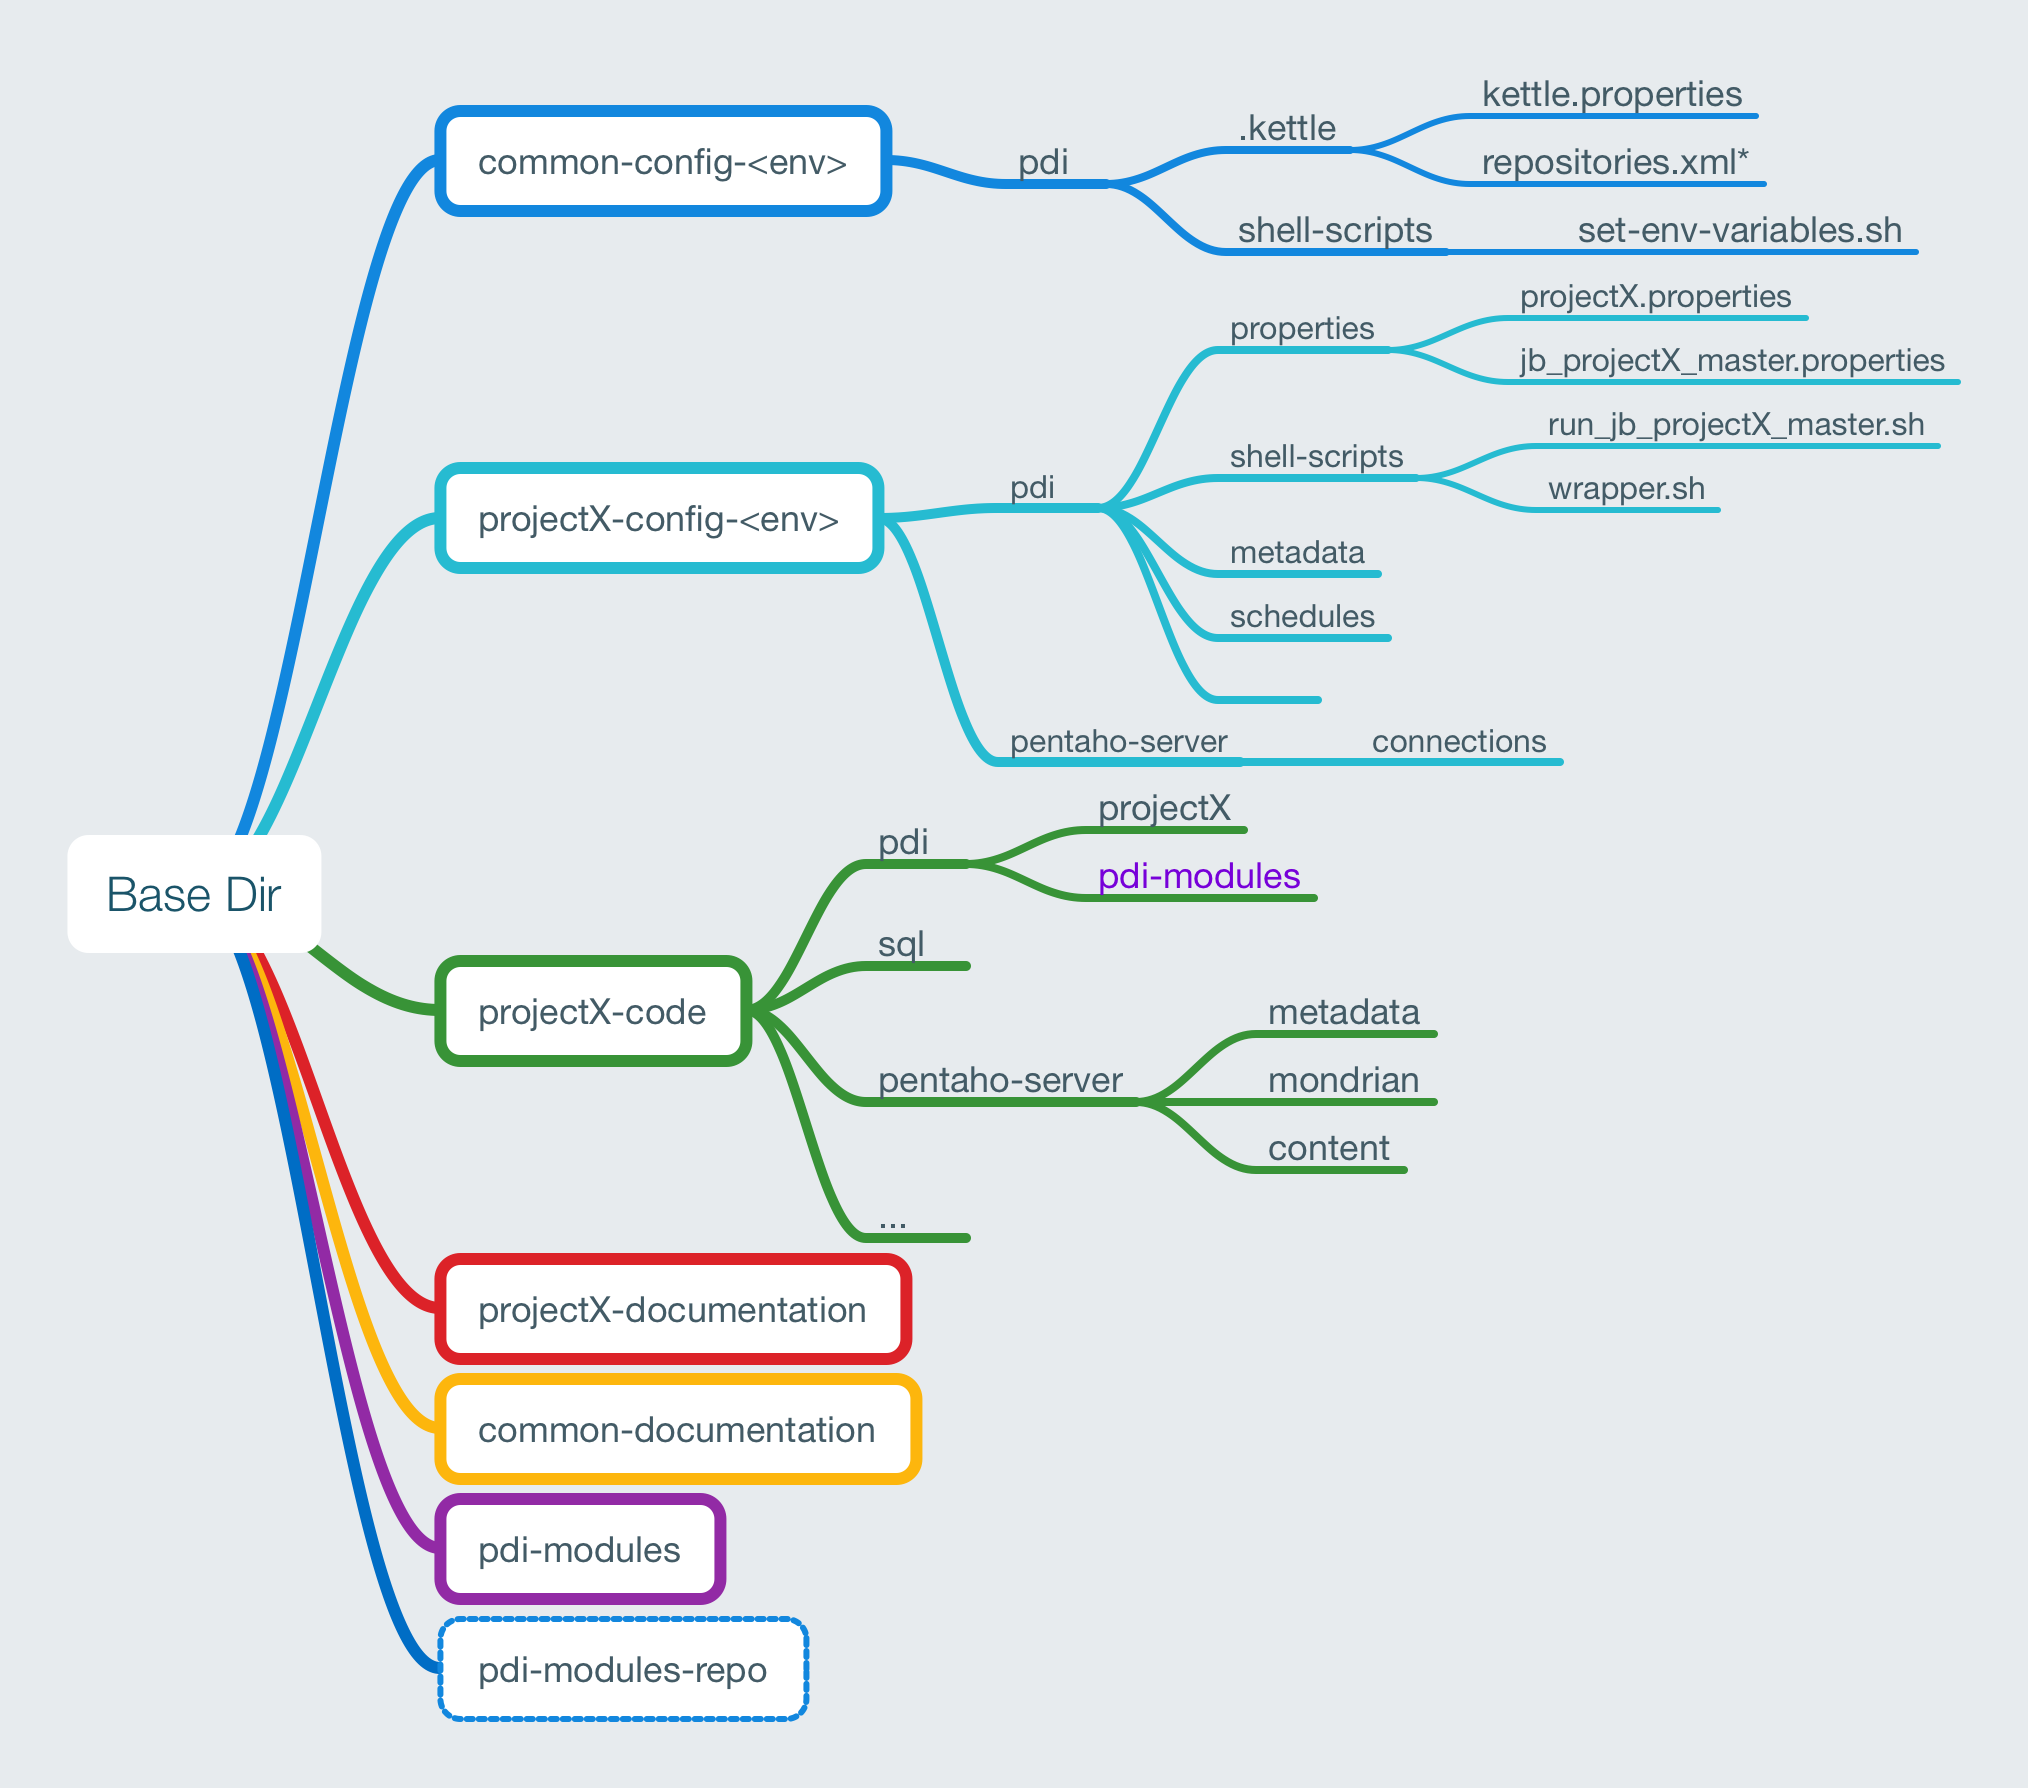 Base Dir
common-config-<env>
pdi
.kettle
kettle.properties
repositories.xml*
shell-scripts
set-env-variables.sh
projectX-config-<env>
pdi
properties
projectX.properties
jb_projectX_master.properties
shell-scripts
run_jb_projectX_master.sh
wrapper.sh
metadata
schedules
pentaho-server
connections
projectX-code
pdi
projectX
pdi-modules
sql
pentaho-server
metadata
mondrian
content
...
projectX-documentation
common-documentation
pdi-modules
pdi-modules-repo